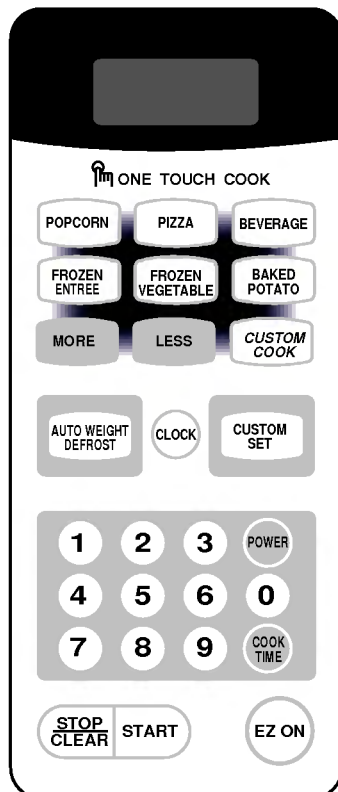 ONE TOUCH COOK
POPCORN
PIZZA
BEVERAGE
FROZEN
ENTREE
FROZEN
VEGETABLE
BAKED
POTATO
MORE
LESS
CUSTOM
COOK
AUTO WEIGHT
DEFROST
CLOCK
CUSTOM
SET
1 2 3 POWER
4 5 6 0
7 8 9 COOK
TIME
STOP
CLEAR
START
EZ ON